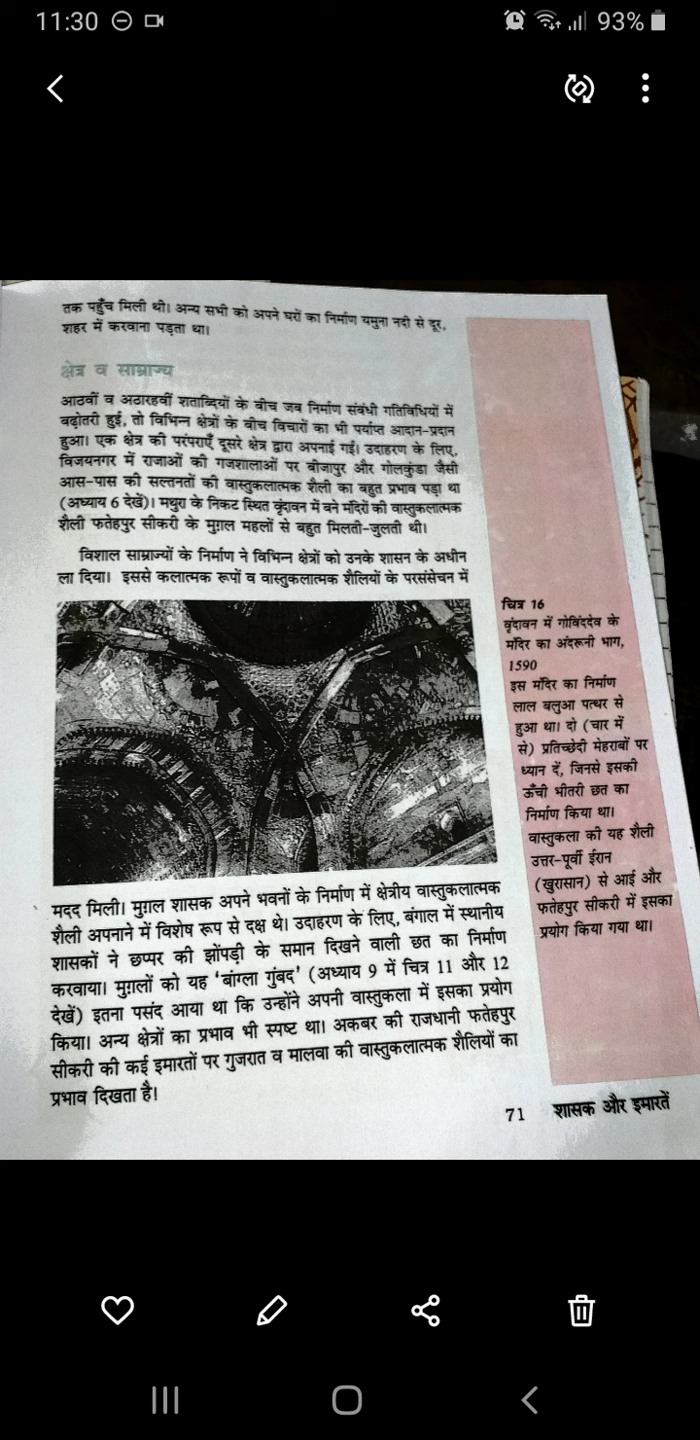 11:30
93%
तक पहुँच मिली थी। अन्य सभी को अपने घरों का निर्माण यमुना नदी से दूर,
शहर में करवाना पड़ता था।
क्षेत्र व साम्राज्य
आठवीं व अठारहवीं शताब्दियों के बीच जब निर्माण संबंधी गतिविधियों में
बढ़ोतरी हुई, तो विभिन्न क्षेत्रों के बीच विचारों का भी पर्याप्त आदान-प्रदान
हुआ। एक क्षेत्र की परंपराएँ दूसरे क्षेत्र द्वारा अपनाई गईं। उदाहरण के लिए,
विजयनगर में राजाओं की गजशालाओं पर बीजापुर और गोलकुंडा जैसी
आस-पास की सल्तनतों की वास्तुकलात्मक शैली का बहुत प्रभाव पड़ा था
(अध्याय 6 देखें)। मथुरा के निकट स्थित वृंदावन में बने मंदिरों की वास्तुकलात्मक
शैली फतेहपुर सीकरी के मुग़ल महलों से बहुत मिलती-जुलती थी।
विशाल साम्राज्यों के निर्माण ने विभिन्न क्षेत्रों को उनके शासन के अधीन
ला दिया। इससे कलात्मक रूपों व वास्तुकलात्मक शैलियों के परसंसेचन में
चित्र 16
वृंदावन में गोविंददेव के
मंदिर का अंदरूनी भाग,
1590
इस मंदिर का निर्माण
लाल बलुआ पत्थर से
हुआ था। दो (चार में
से) प्रतिच्छेदी मेहराबों पर
ध्यान दें, जिनसे इसकी
ऊँची भीतरी छत का
निर्माण किया था।
वास्तुकला की यह शैली
उत्तर-पूर्वी ईरान
(खुरासान) से आई और
फतेहपुर सीकरी में इसका
प्रयोग किया गया था।
मदद मिली। मुग़ल शासक अपने भवनों के निर्माण में क्षेत्रीय वास्तुकलात्मक
शैली अपनाने में विशेष रूप से दक्ष थे। उदाहरण के लिए, बंगाल में स्थानीय
शासकों ने छप्पर की झोंपड़ी के समान दिखने वाली छत का निर्माण
करवाया। मुग़लों को यह ‘बांग्ला गुंबद’ (अध्याय 9 में चित्र 11 और 12
देखें) इतना पसंद आया था कि उन्होंने अपनी वास्तुकला में इसका प्रयोग
किया। अन्य क्षेत्रों का प्रभाव भी स्पष्ट था। अकबर की राजधानी फतेहपुर
सीकरी की कई इमारतों पर गुजरात व मालवा की वास्तुकलात्मक शैलियों का
प्रभाव दिखता है।
71 शासक और इमारतें